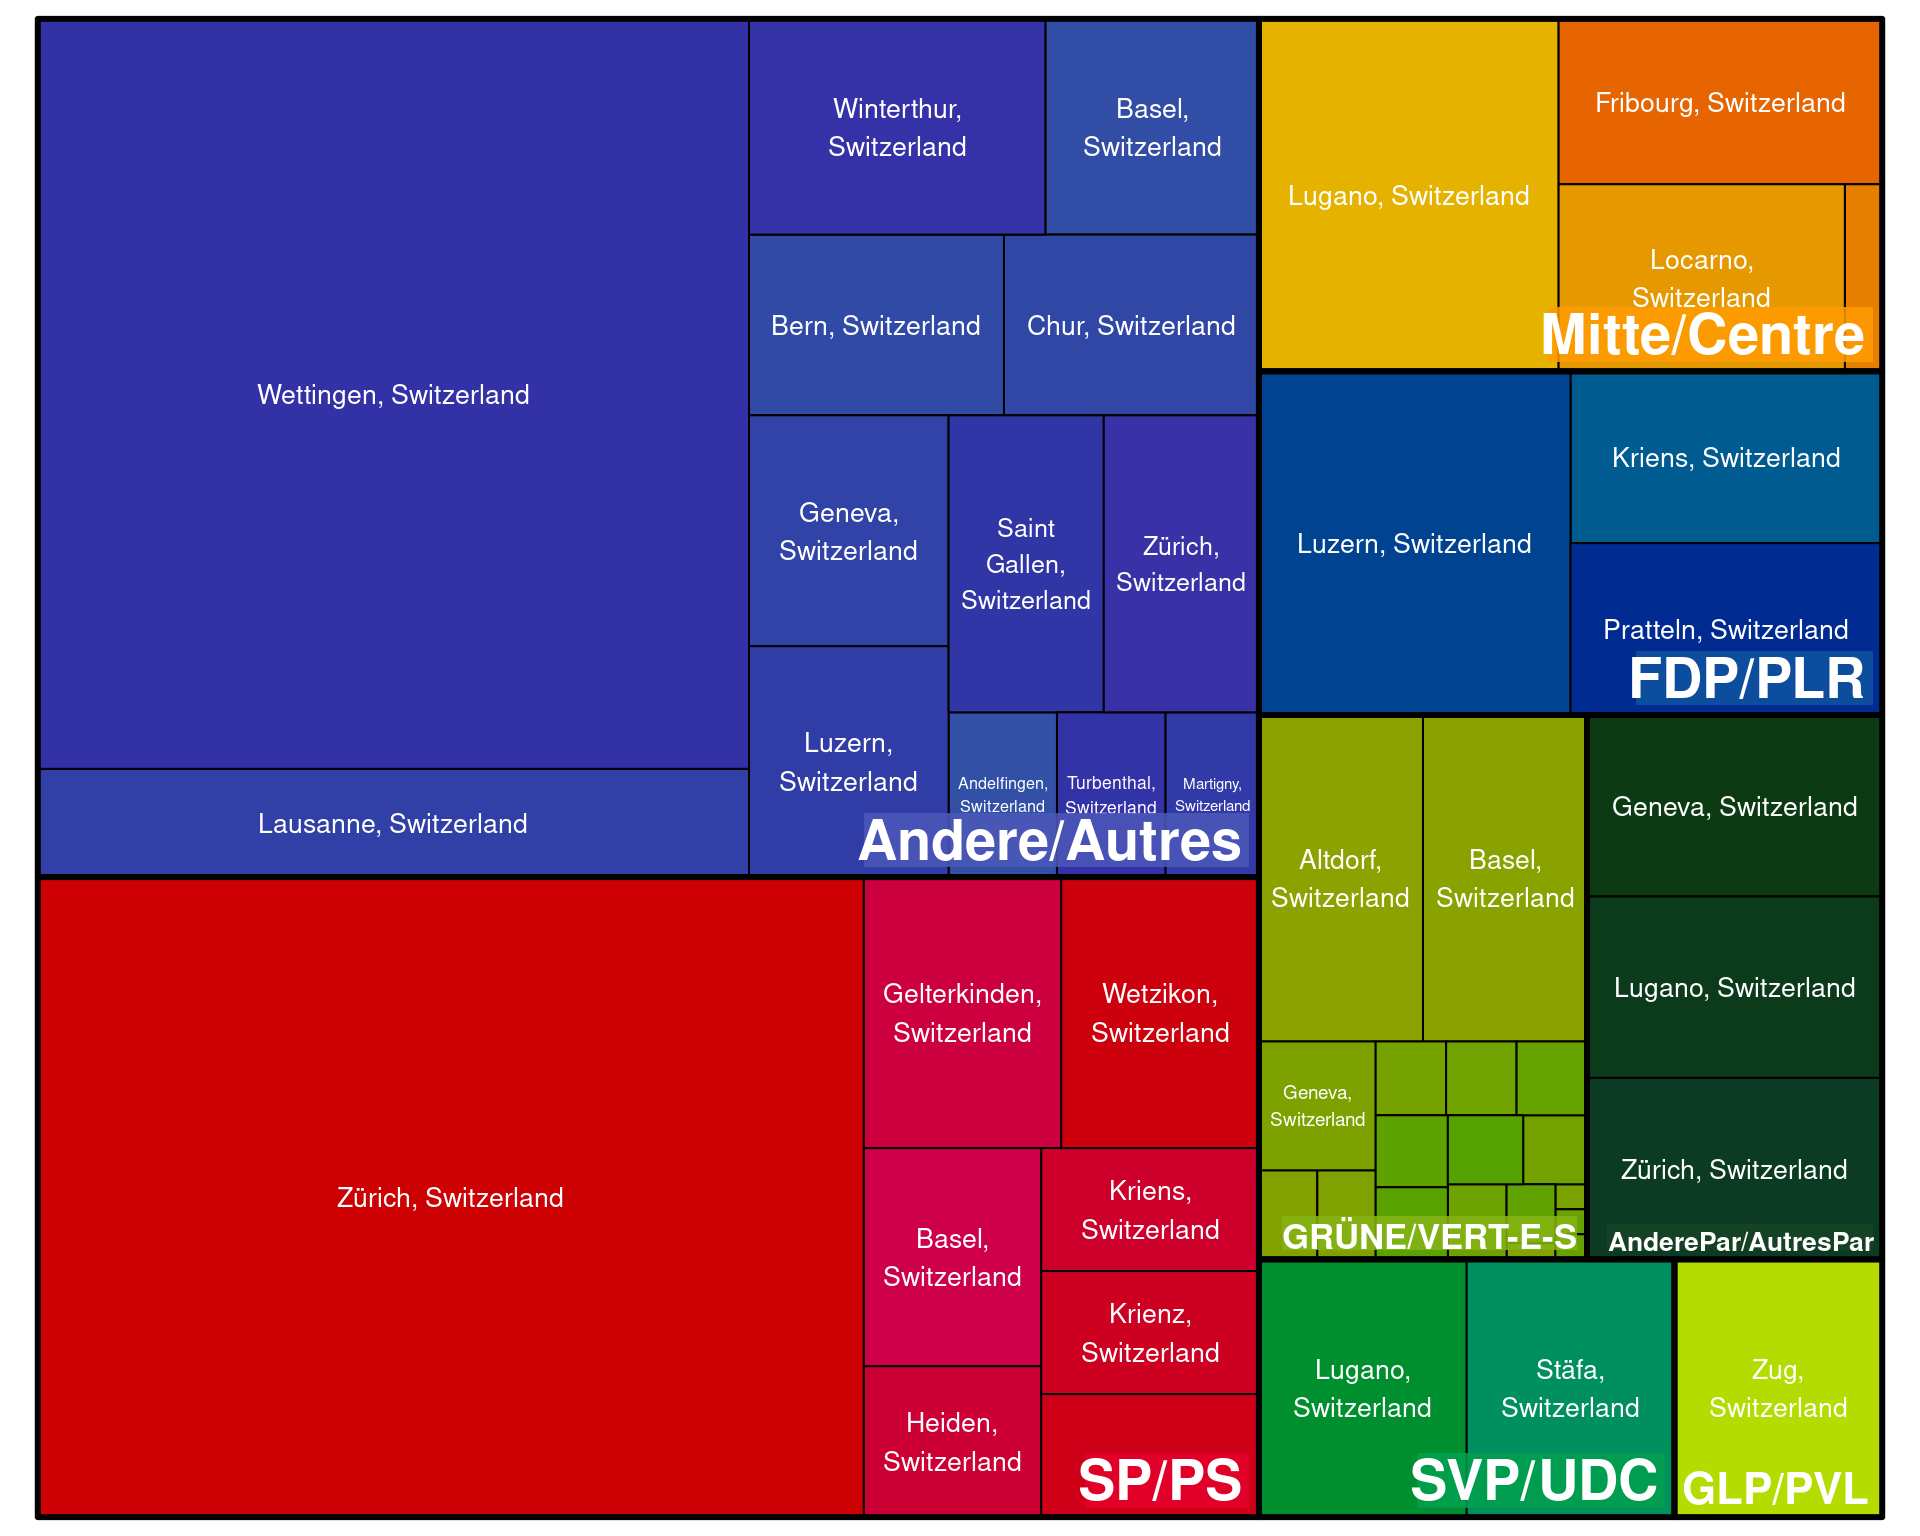 Wettingen, Switzerland
Lausanne, Switzerland
Winterthur,
Switzerland
Basel,
Switzerland
Bern, Switzerland
Chur, Switzerland
Geneva,
Switzerland
Saint
Gallen,
Switzerland
Zürich,
Switzerland
Luzern,
Switzerland
Andelfingen,
Switzerland
Turbenthal,
Switzerland
Martigny,
Switzerland
Andere/Autres
Zürich, Switzerland
Gelterkinden,
Switzerland
Wetzikon,
Switzerland
Basel,
Switzerland
Kriens,
Switzerland
Krienz,
Switzerland
Heiden,
Switzerland
SP/PS
Lugano, Switzerland
Fribourg, Switzerland
Locarno,
Switzerland
Mitte/Centre
Luzern, Switzerland
Kriens, Switzerland
Pratteln, Switzerland
FDP/PLR
Altdorf,
Switzerland
Basel,
Switzerland
Geneva,
Switzerland
GRÜNE/VERT-E-S
Geneva, Switzerland
Lugano, Switzerland
Zürich, Switzerland
AnderePar/AutresPar
Lugano,
Switzerland
Stäfa,
Switzerland
SVP/UDC
Zug,
Switzerland
GLP/PVL